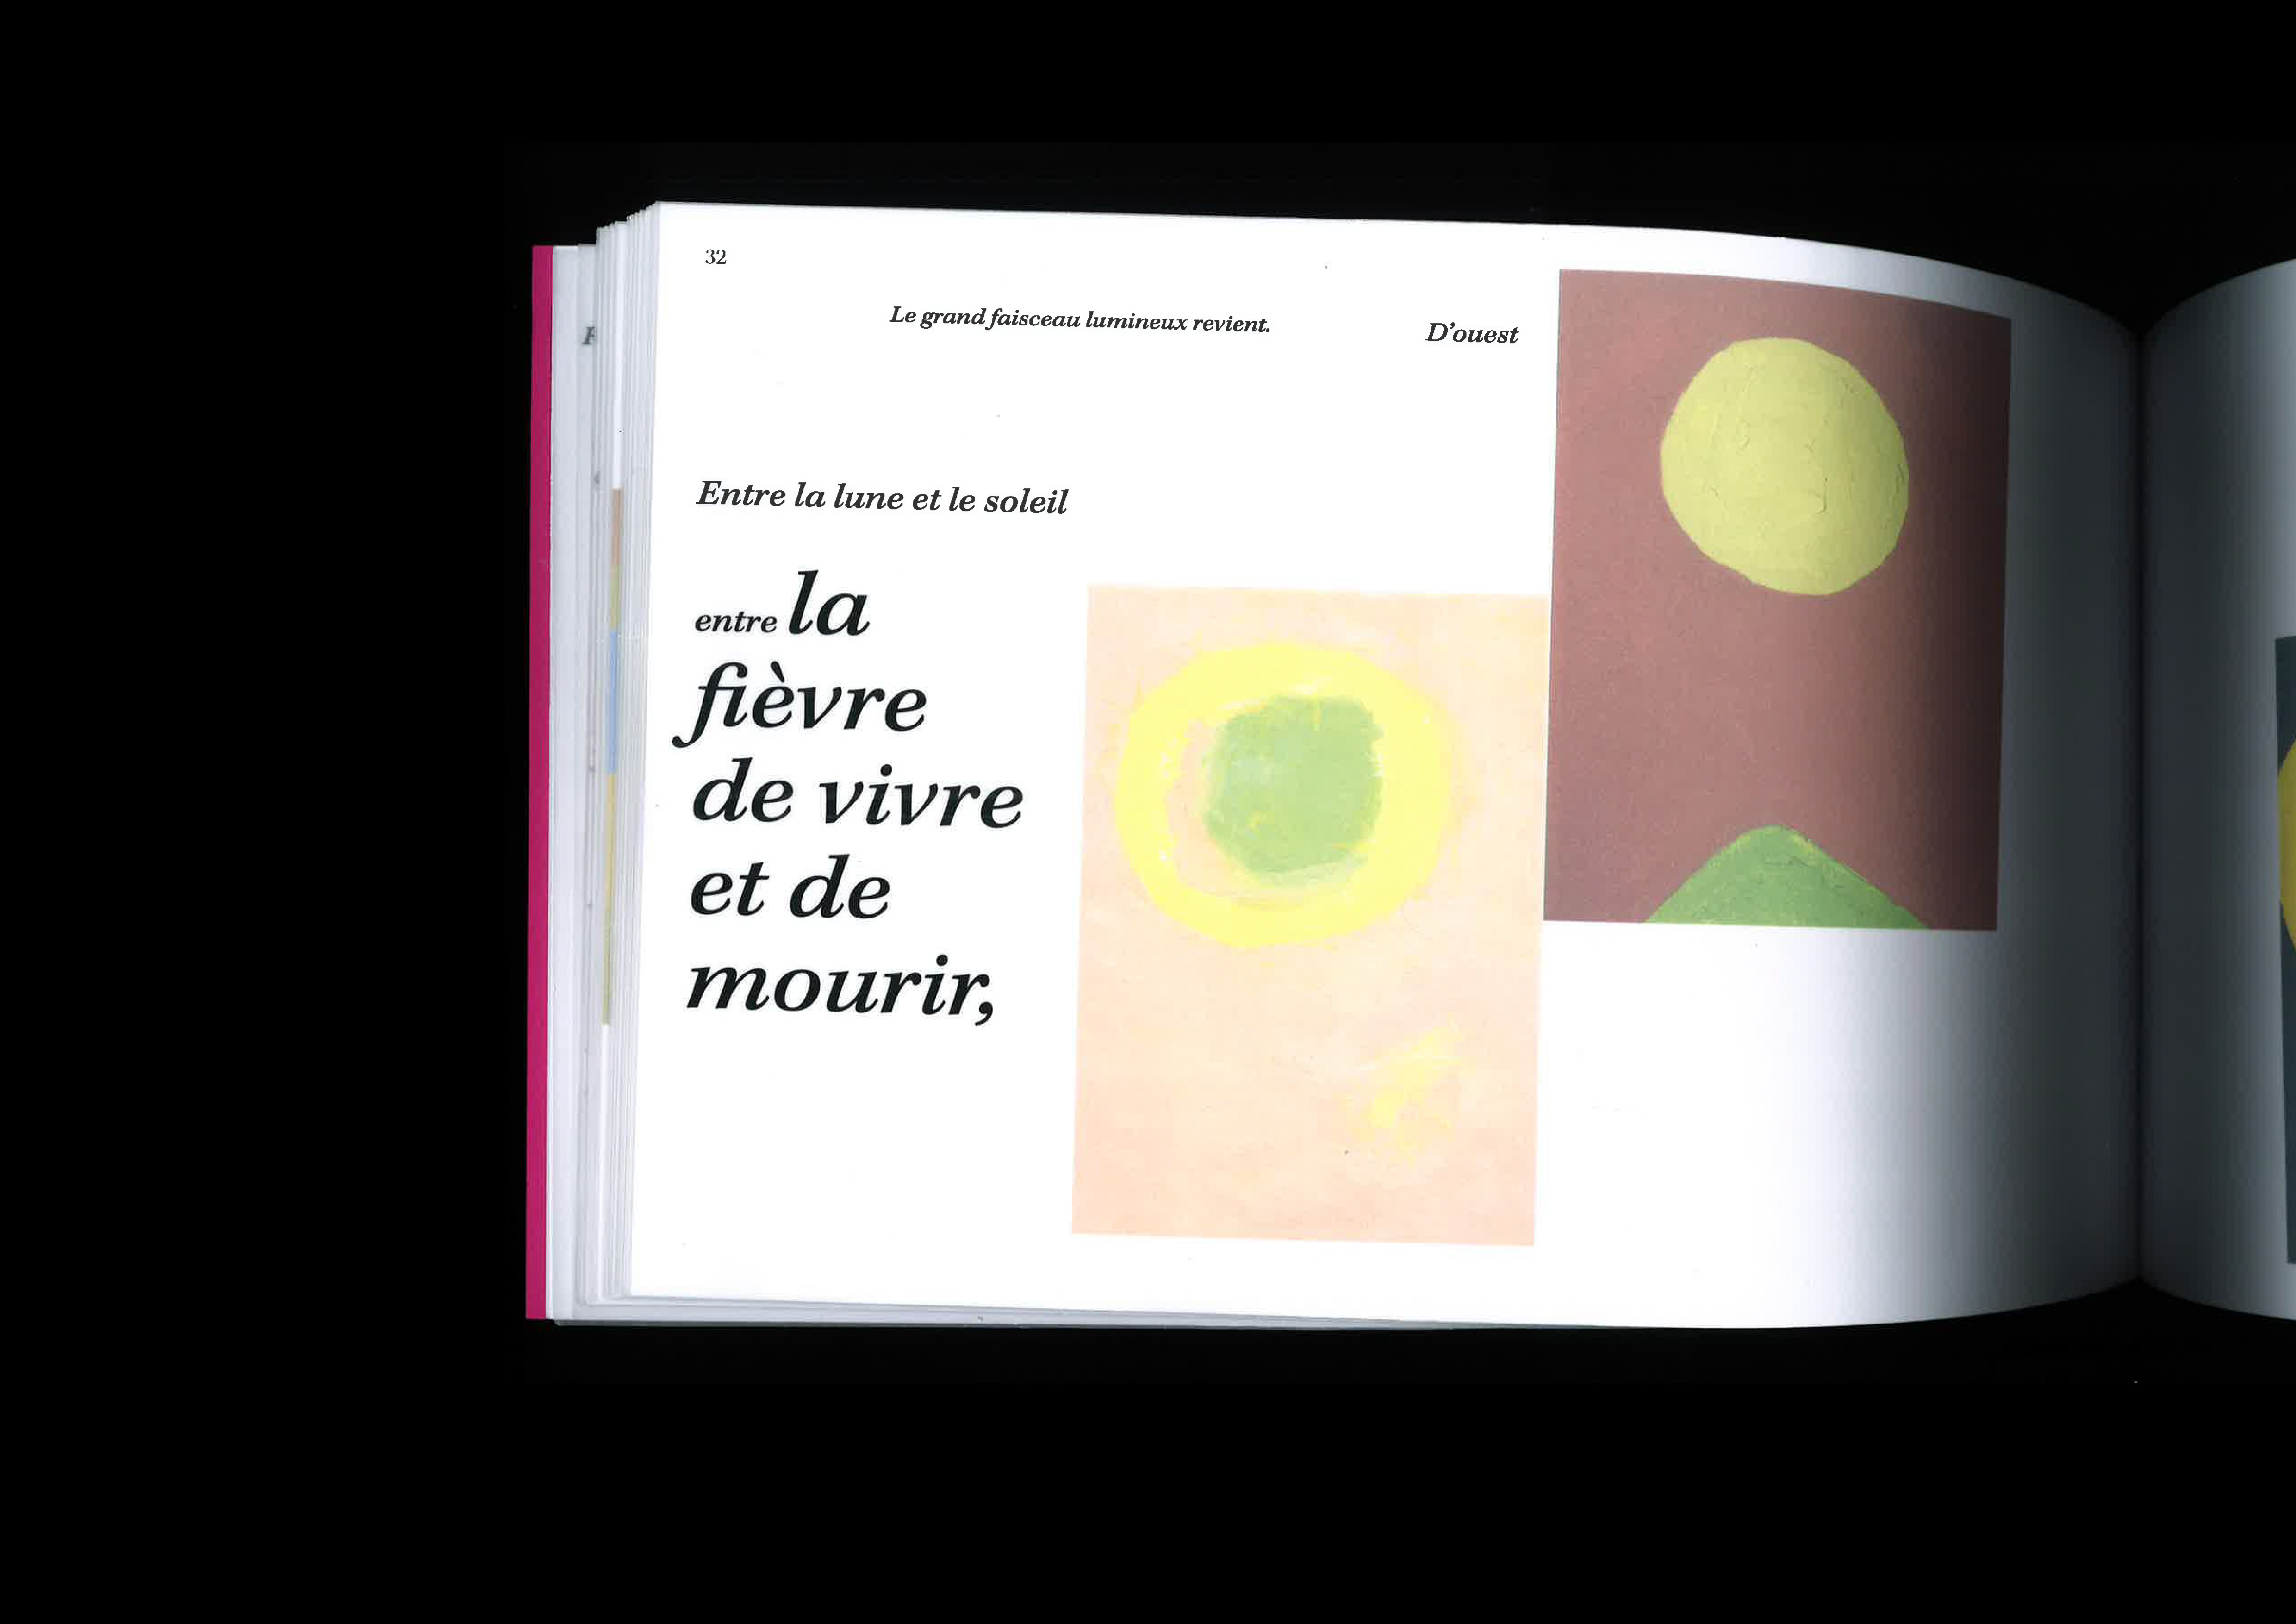 32
Le grand faisceau lumineux revient.
D'ouest
Entre la lune et le soleil
entre la
fièvre
de vivre
et de
mourir,